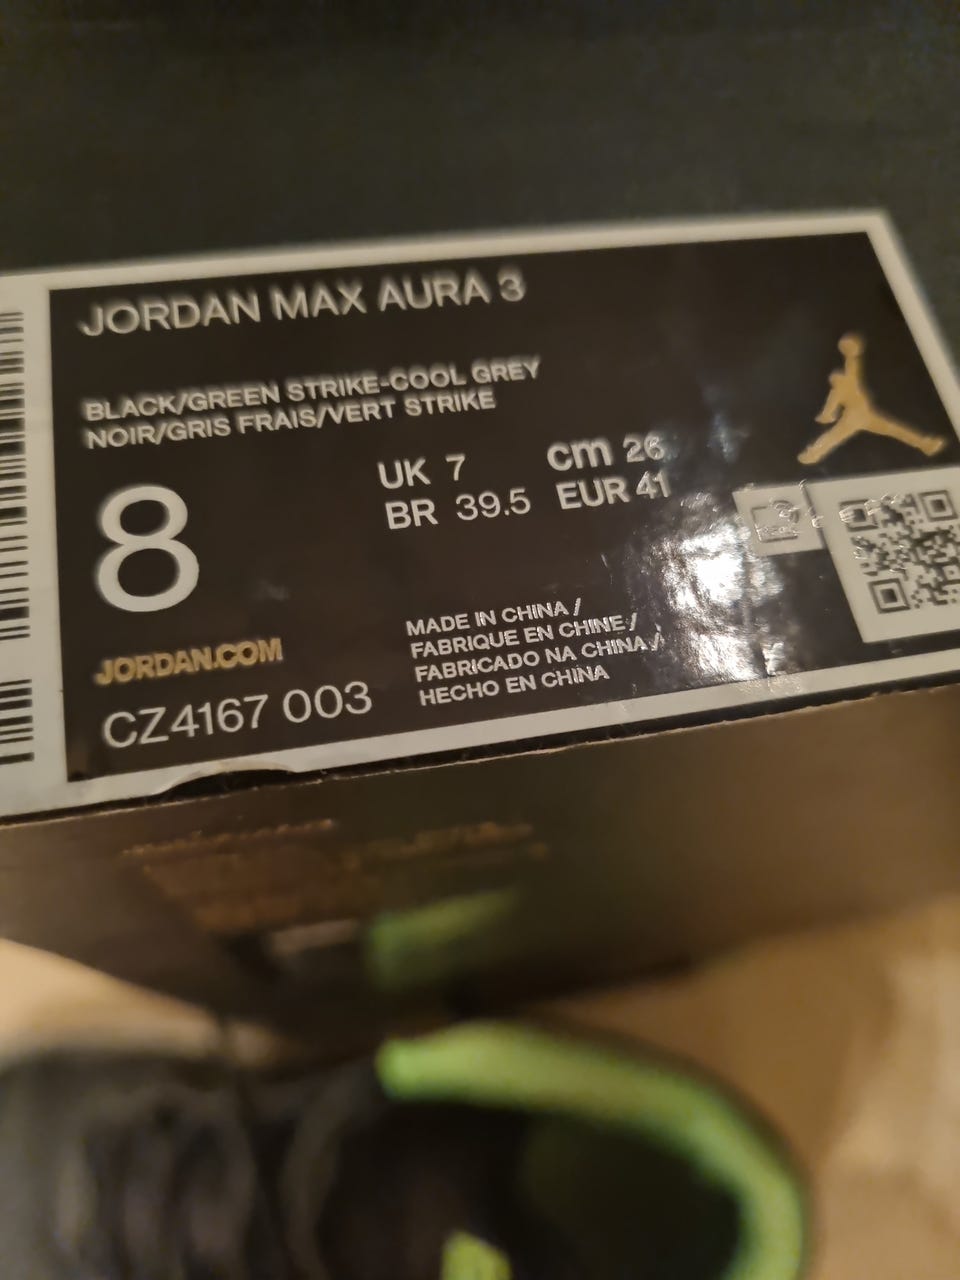 JORDAN MAX AURA 3
BLACK/GREEN STRIKE-COOL GREY
NOIR/GRIS FRAIS/VERT STRIKE
8
UK 7
cm 26
BR 39.5
EUR 41
JORDAN.COM
CZ4167 003
MADE IN CHINA /
FABRIQUE EN CHINE /
FABRICADO NA CHINA /
HECHO EN CHINA